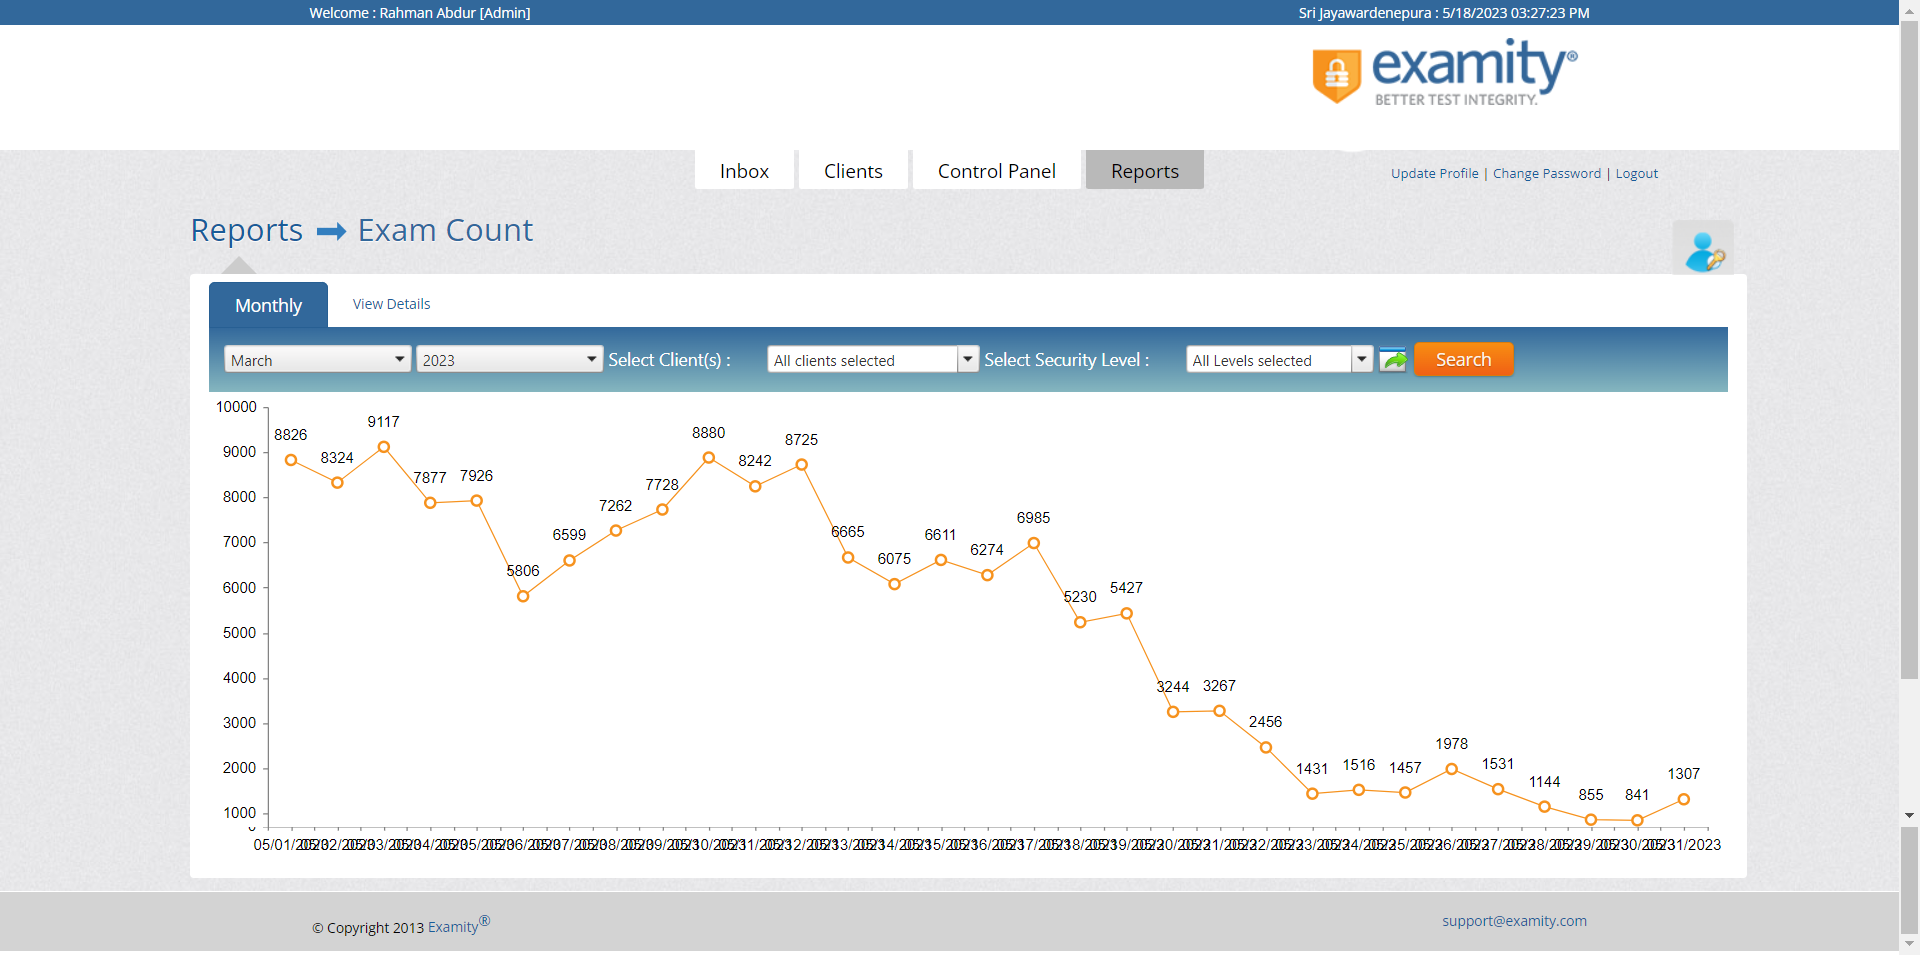 Welcome : Rahman Abdur [Admin]
Sri Jayawardenepura : 5/18/2023 03:27:23 PM
examity®
BETTER TEST INTEGRITY.
Inbox
Clients
Control Panel
Reports
Update Profile | Change Password | Logout
Reports
Exam Count
Monthly
View Details
March
2023
Select Client(s) :
All clients selected
Select Security Level :
All Levels selected
Search
10000
9000
8000
7000
6000
5000
4000
3000
2000
1000
8826
8324
9117
7877
7926
5806
6599
7262
7728
8880
8242
8725
6665
6075
6611
6274
6985
5230
5427
3244
3267
2456
1431
1516
1457
1978
1531
1144
855
841
1307
© Copyright 2013 Examity®
support@examity.com